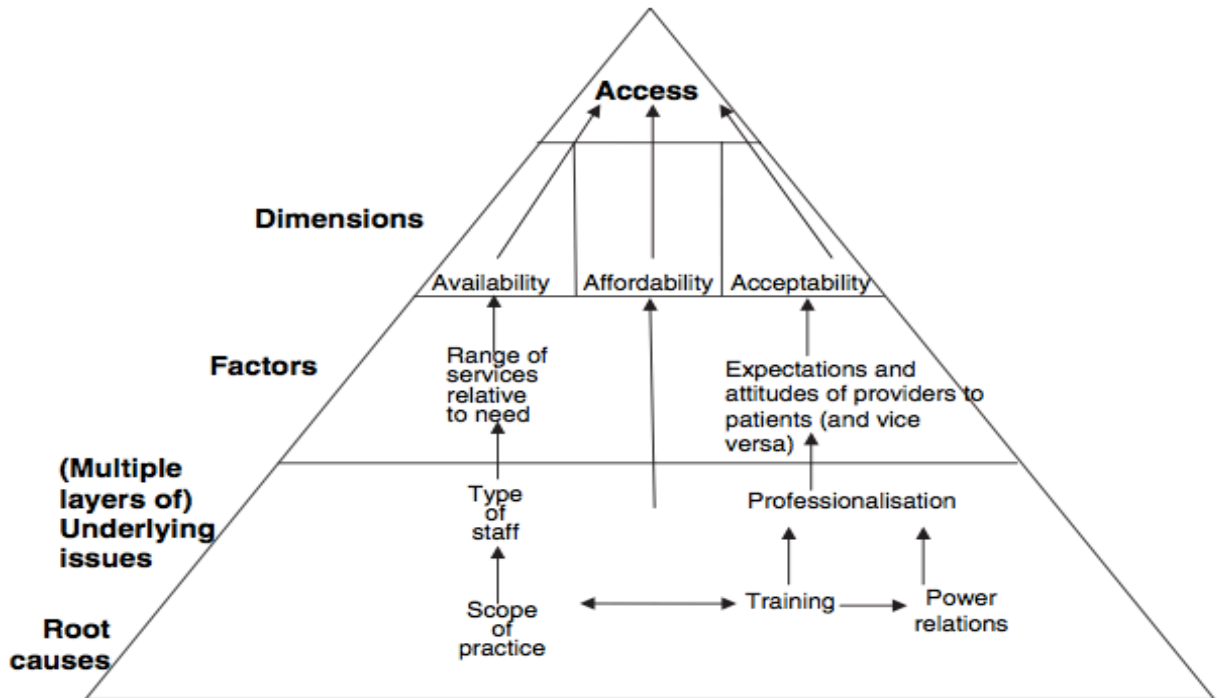 Access
Dimensions
Availability
Affordability
Acceptability
Factors
Range of
services
relative
to need
Expectations and
attitudes of providers to
patients (and vice
versa)
(Multiple
layers of)
Underlying
issues
Type
of
staff
Professionalisation
Root
causes
Scope
of
practice
Training
Power
relations